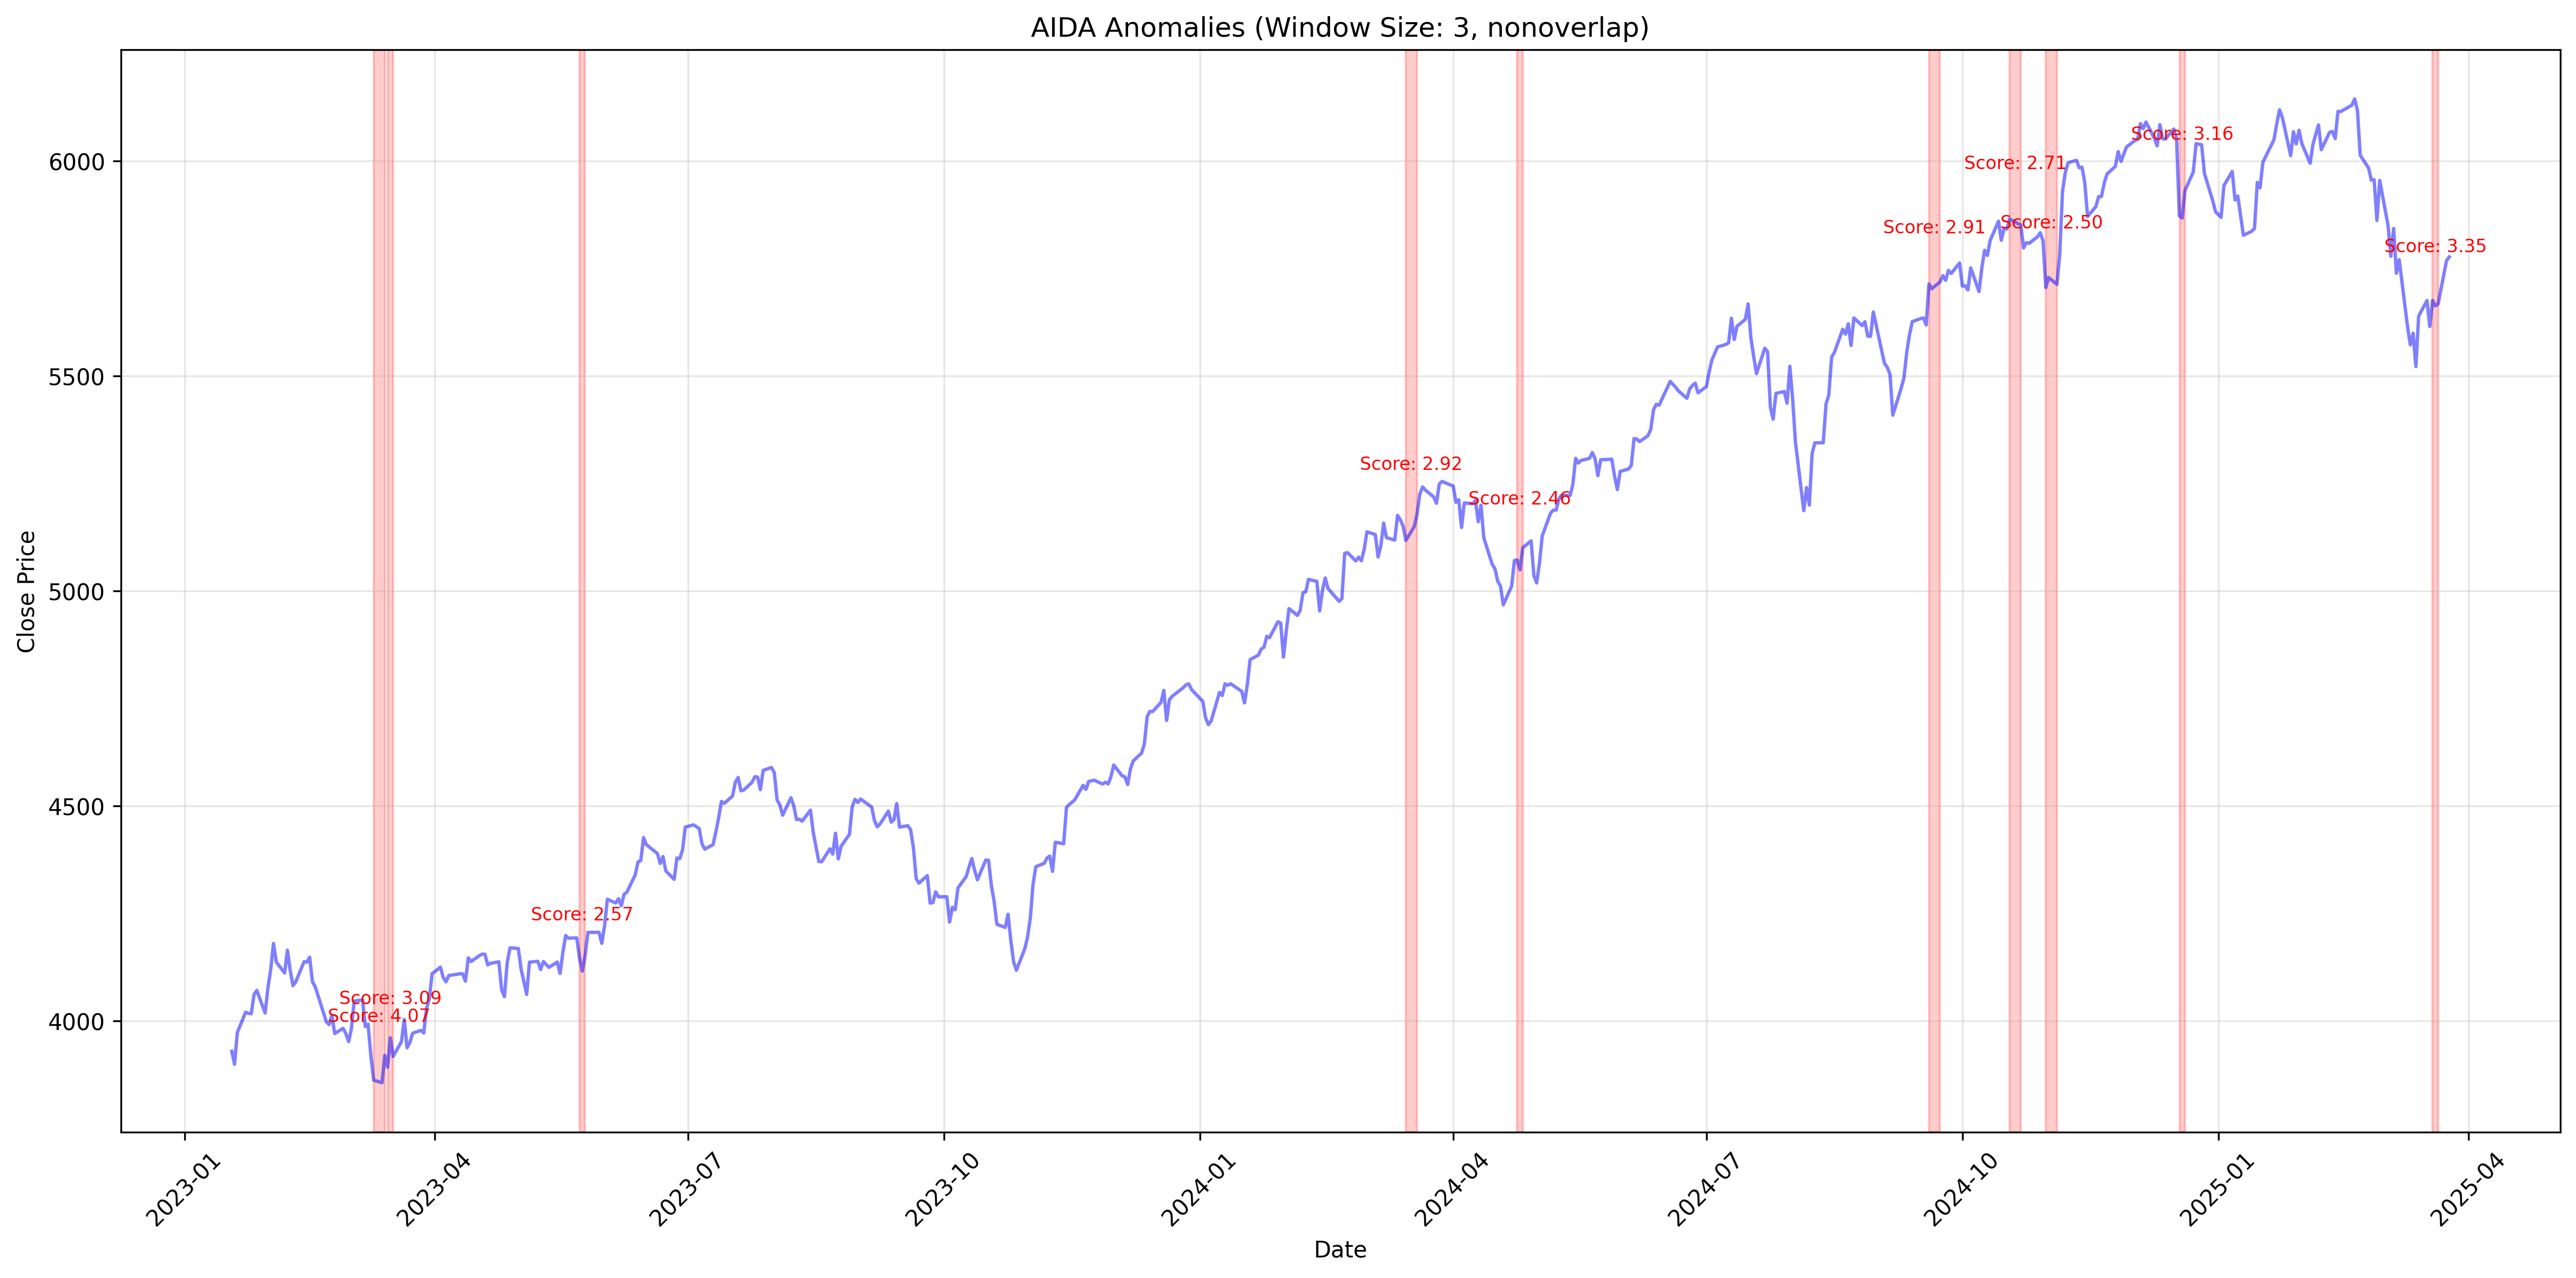 AIDA Anomalies (Window Size: 3, nonoverlap)
Close Price
6000
5500
5000
4500
4000
Score: 3.16
Score: 2.71
Score: 2.91
Score: 2.50
Score: 3.35
Score: 2.92
Score: 2.46
Score: 2.57
Score: 3.09
Score: 4.07
2023-01
2023-04
2023-07
2023-10
2024-01
2024-04
2024-07
2024-10
2025-01
2025-04
Date